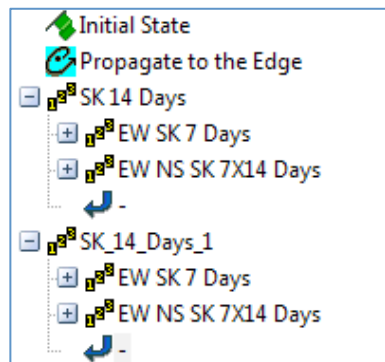 Initial State
Propagate to the Edge
SK 14 Days
EW SK 7 Days
EW NS SK 7X14 Days
-
SK_14_Days_1
EW SK 7 Days
EW NS SK 7X14 Days
-